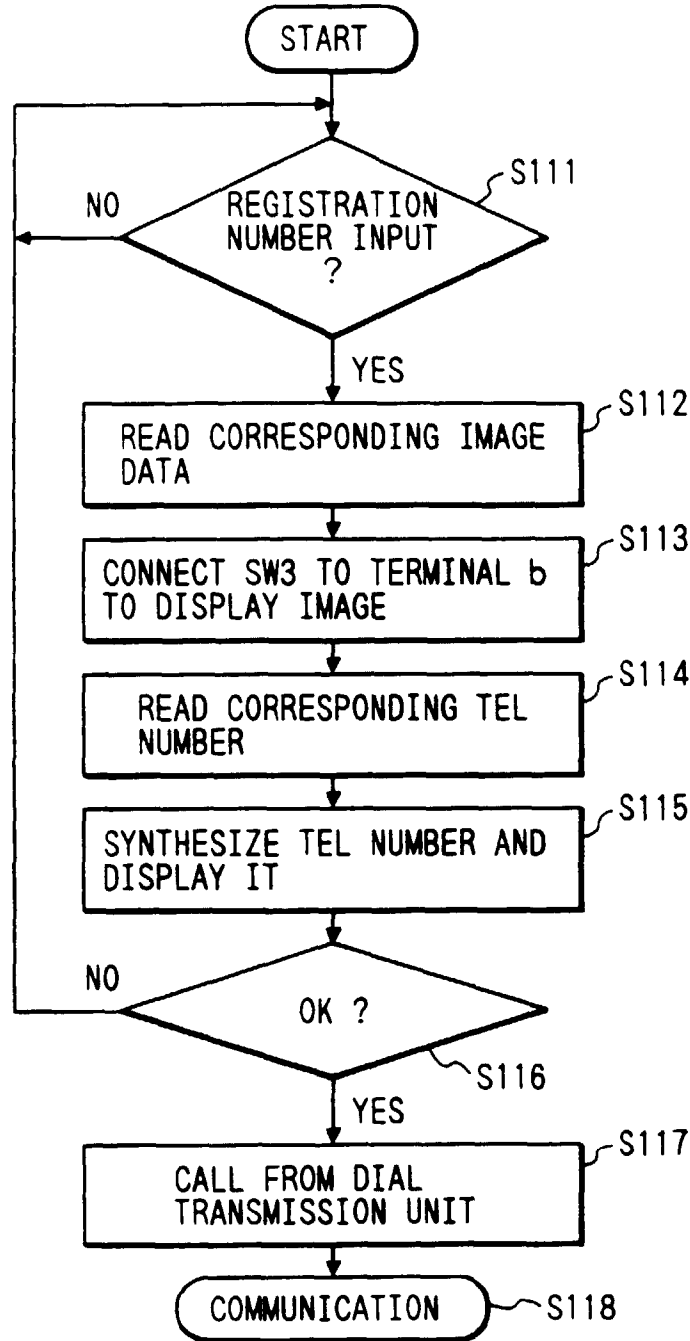 START
S111
NO
REGISTRATION
NUMBER INPUT
?
YES
S112
READ CORRESPONDING IMAGE
DATA
S113
CONNECT SW3 TO TERMINAL b
TO DISPLAY IMAGE
S114
READ CORRESPONDING TEL
NUMBER
S115
SYNTHESIZE TEL NUMBER AND
DISPLAY IT
NO
OK ?
S116
YES
S117
CALL FROM DIAL
TRANSMISSION UNIT
COMMUNICATION
S118